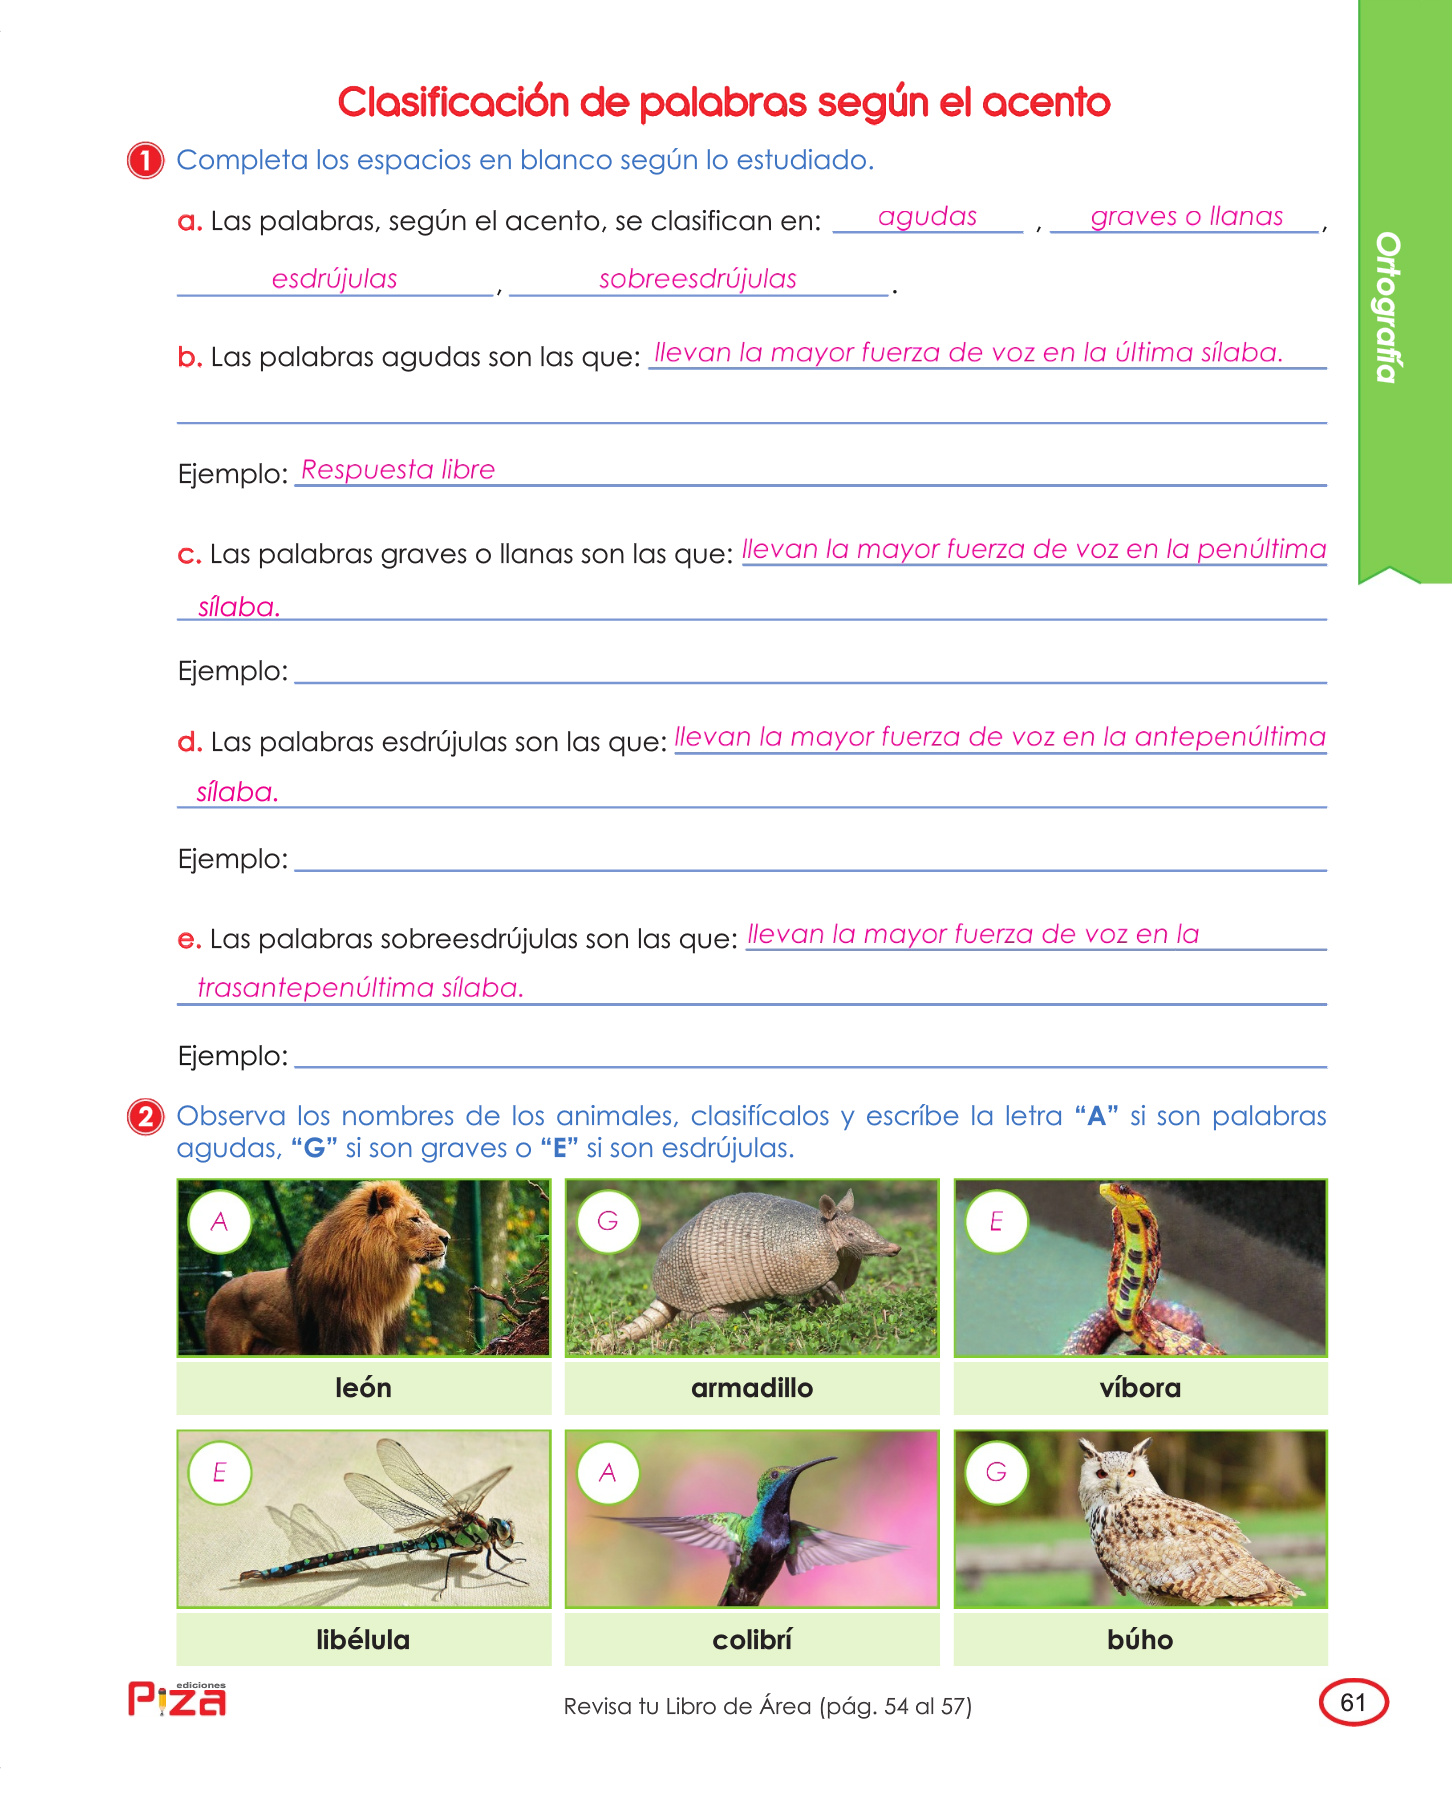 Clasificación de palabras según el acento
1 Completa los espacios en blanco según lo estudiado.
a. Las palabras, según el acento, se clasifican en: agudas , graves o llanas ,
esdrújulas , sobreesdrújulas .
b. Las palabras agudas son las que: llevan la mayor fuerza de voz en la última sílaba.
Ejemplo: Respuesta libre
c. Las palabras graves o llanas son las que: llevan la mayor fuerza de voz en la penúltima
sílaba.
Ejemplo:
d. Las palabras esdrújulas son las que: llevan la mayor fuerza de voz en la antepenúltima
sílaba.
Ejemplo:
e. Las palabras sobreesdrújulas son las que: llevan la mayor fuerza de voz en la
trasantepenúltima sílaba.
Ejemplo:
2 Observa los nombres de los animales, clasifícalos y escríbe la letra “A” si son palabras
agudas, “G” si son graves o “E” si son esdrújulas.
A G E
león armadillo víbora
E A G
libélula colibrí búho
Ortografía
ediciones
Piza
Revisa tu Libro de Área (pág. 54 al 57)
61